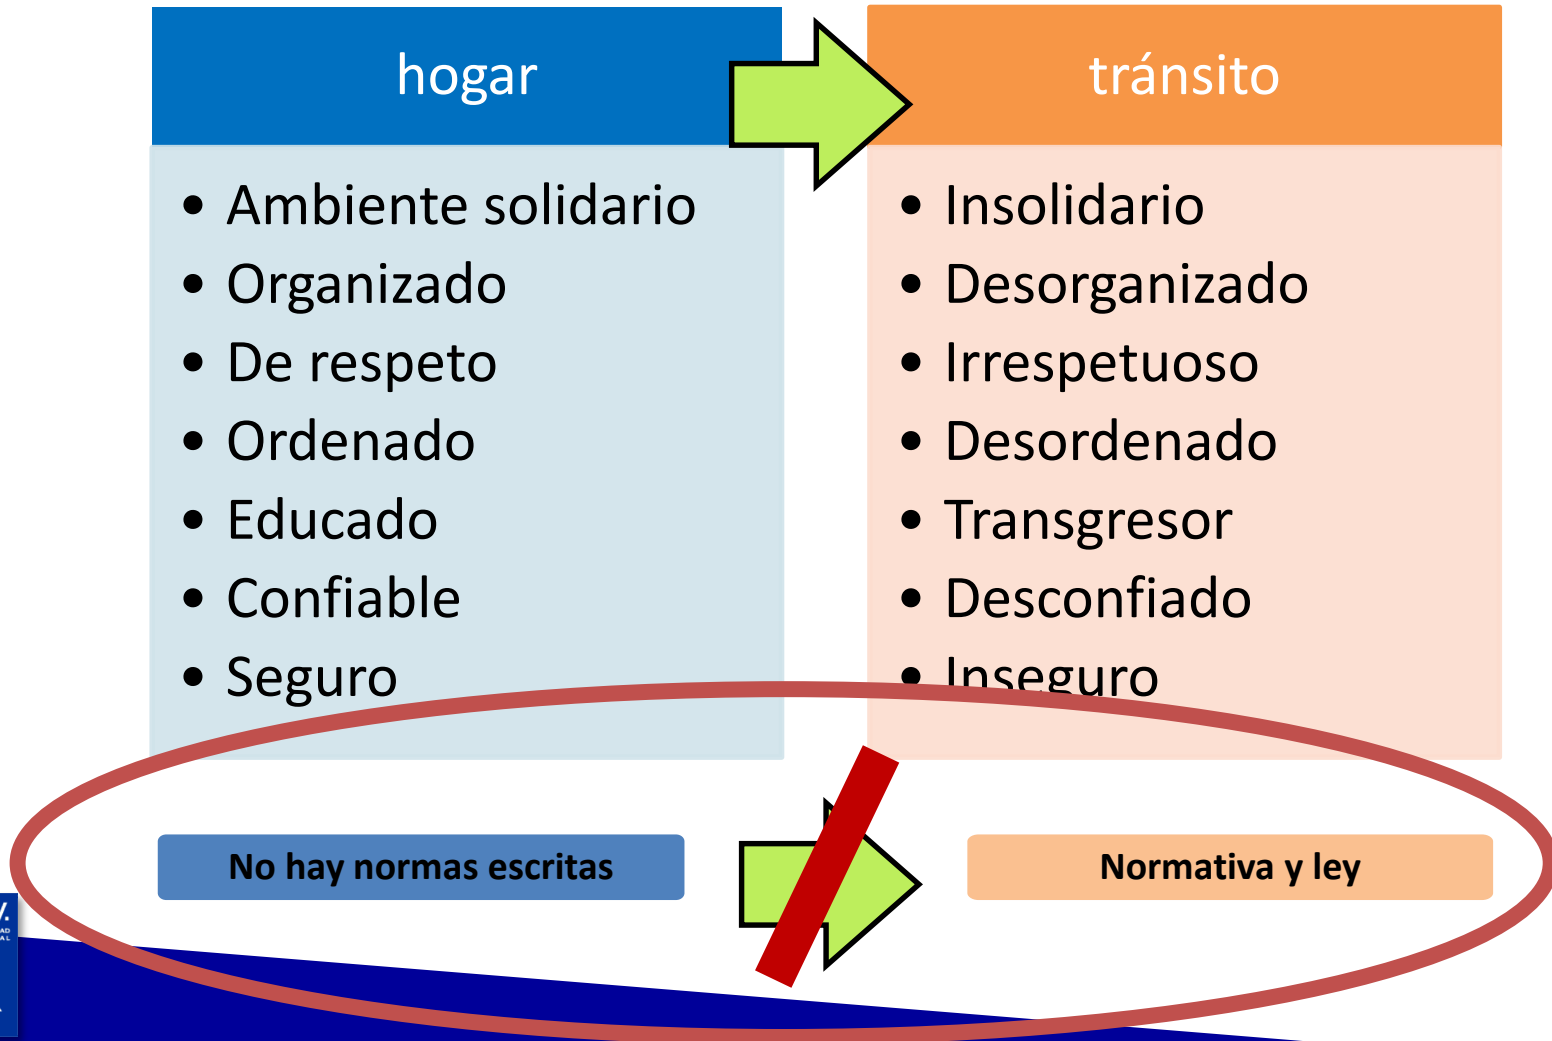 hogar
• Ambiente solidario
• Organizado
• De respeto
• Ordenado
• Educado
• Confiable
• Seguro
tránsito
• Insolidario
• Desorganizado
• Irrespetuoso
• Desordenado
• Transgresor
• Desconfiado
• Inseguro
No hay normas escritas
Normativa y ley